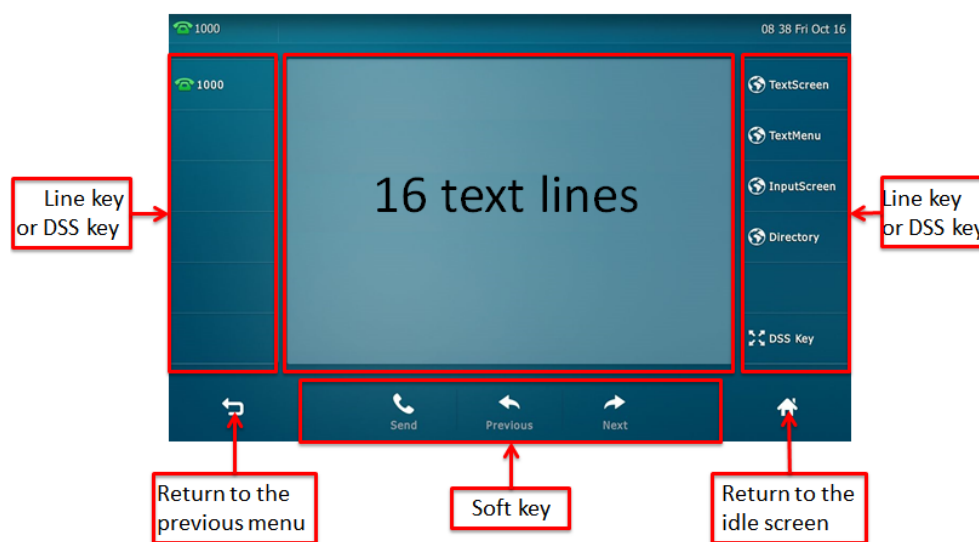 1000
08 38 Fri Oct 16
1000
TextScreen
TextMenu
16 text lines
InputScreen
Line key
or DSS key
Line key
or DSS key
Directory
DSS Key
Send
Previous
Next
Return to the
previous menu
Soft key
Return to the
idle screen